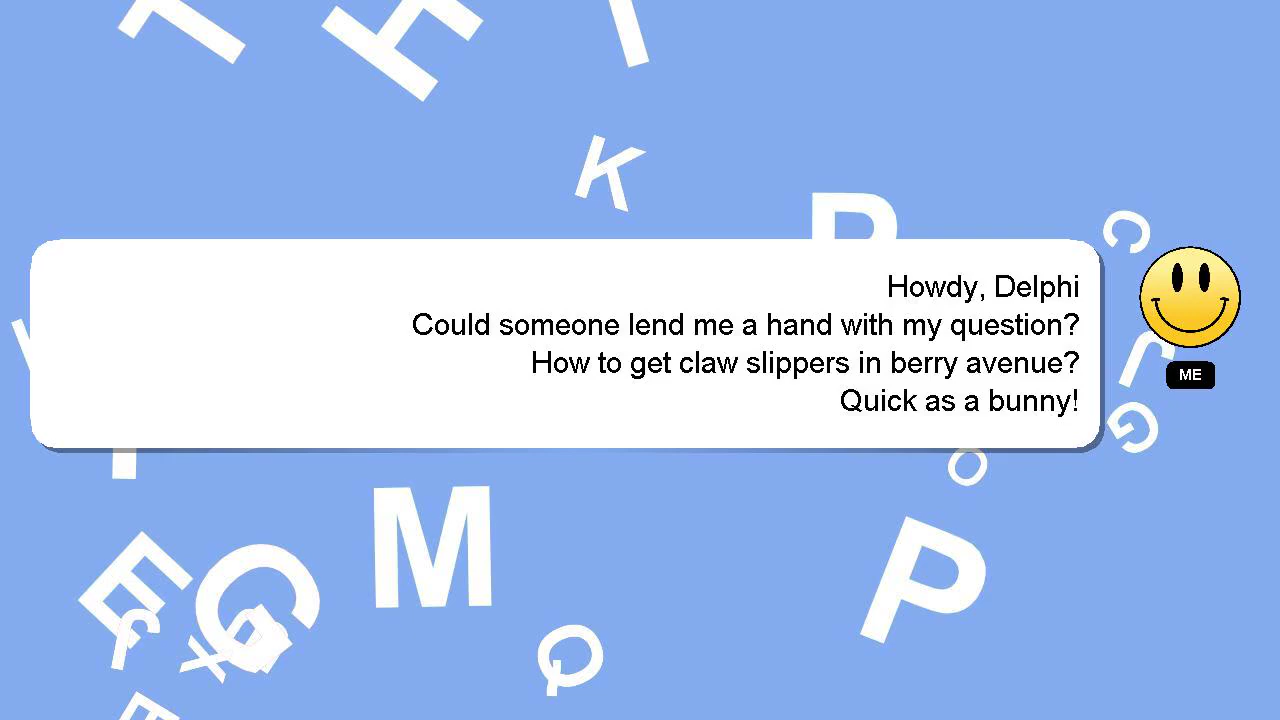 Howdy, Delphi
Could someone lend me a hand with my question?
How to get claw slippers in berry avenue?
Quick as a bunny!
ME
K
P
C
J
G
O
M
P
E
G
X
Q
E